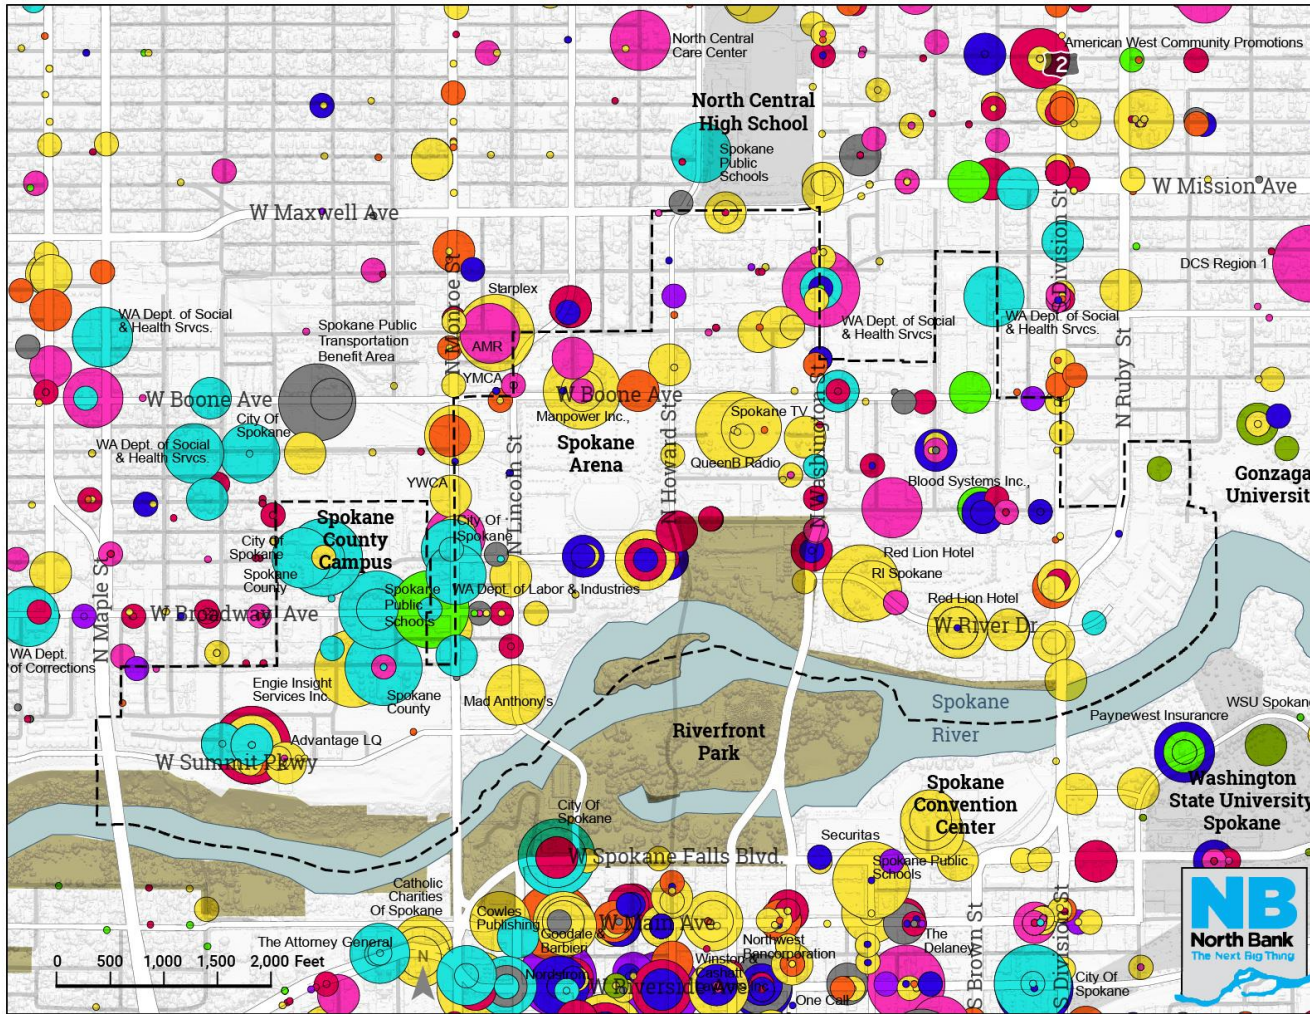 North Central
Care Center
American West Community Promotions
2
North Central
High School
Spokane
Public
Schools
W Mission Ave
W Maxwell Ave
N Division St
DCS Region 1
N Monroe St
Starplex
WA Dept. of Social
& Health Srvcs.
Spokane Public
Transportation
Benefit Area
AMR
WA Dept. of Social
& Health Srvcs.
WA Dept. of Social
& Health Srvcs.
N Ruby St
YMCA
W Boone Ave
W Boone Ave
City Of
Spokane
Manpower Inc.,
Spokane TV
N Washington St
WA Dept. of Social
& Health Srvcs.
Spokane
Arena
N Howard St
QueenB Radio
N Lincoln St
YWCA
Blood Systems Inc.,
Gonzaga
Universit
Spokane
County
Campus
City Of
Spokane
City Of
Spokane
Spokane
County
Red Lion Hotel
RI Spokane
Spokane
Public
Schools
WA Dept. of Labor & Industries
Red Lion Hotel
N Maple St
W Broadway Ave
W River Dr
WA Dept.
of Corrections
Engie Insight
Services Inc.
Spokane
County
Mad Anthony's
Spokane
River
Riverfront
Park
Paynewest Insurancre
WSU Spokane
Advantage LQ
W Summit Pkwy
Spokane
Convention
Center
Washington
State University
Spokane
City Of
Spokane
Securitas
W Spokane Falls Blvd.
Spokane Public
Schools
Catholic
Charities
Of Spokane
Cowles
Publishing
W Main Ave
Goodale &
Barbieri
The
Delaney
S Brown St
S Division St
The Attorney General
Northwest
Bancorporation
N
Winston &
Cashatt
Nordstrom
W Riverside Ave
One Call
City Of
Spokane
0 500 1,000 1,500 2,000 Feet
NB
North Bank
The Next Big Thing